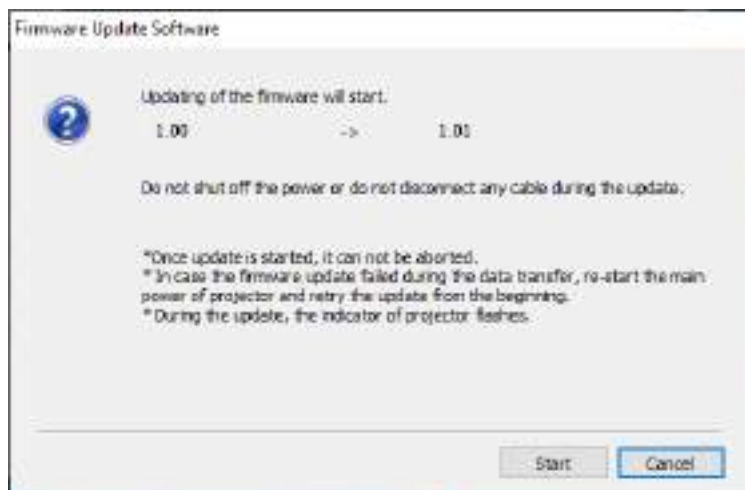 Firmware Update Software
Updating of the firmware will start.
1.00 -> 1.01
Do not shut off the power or do not disconnect any cable during the update.
*Once update is started, it can not be aborted.
* In case the firmware update failed during the data transfer, re-start the main
power of projector and retry the update from the beginning.
* During the update, the indicator of projector flashes.
Start Cancel